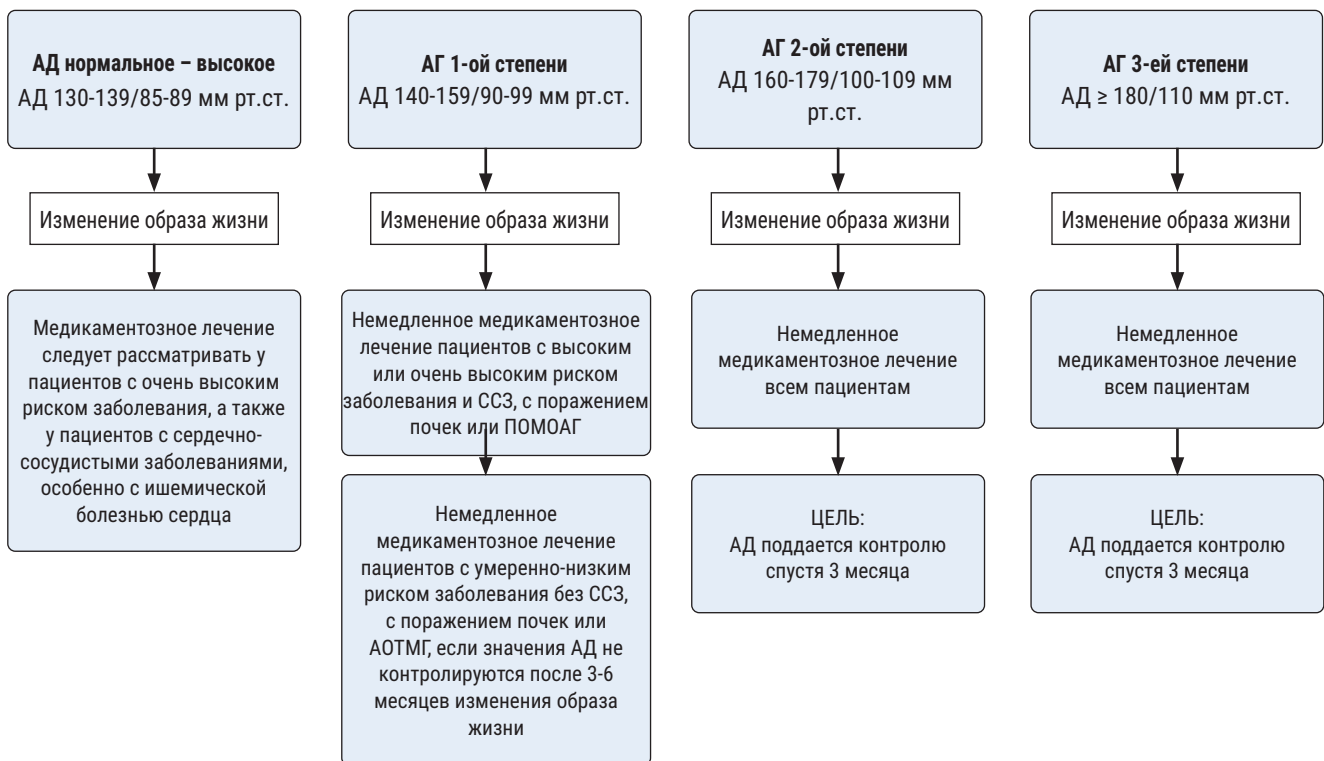 АД нормальное – высокое
АД 130-139/85-89 мм рт.ст.
Изменение образа жизни
Медикаментозное лечение
следует рассматривать у
пациентов с очень высоким
риском заболевания, а также
у пациентов с сердечно-
сосудистыми заболеваниями,
особенно с ишемической
болезнью сердца
АГ 1-ой степени
АД 140-159/90-99 мм рт.ст.
Изменение образа жизни
Немедленное медикаментозное
лечение пациентов с высоким
или очень высоким риском
заболевания и ССЗ, с поражением
почек или ПОМОАГ
Немедленное
медикаментозное лечение
пациентов с умеренно-низким
риском заболевания без ССЗ,
с поражением почек или
АОТМГ, если значения АД не
контролируются после 3-6
месяцев изменения образа
жизни
АГ 2-ой степени
АД 160-179/100-109 мм
рт.ст.
Изменение образа жизни
Немедленное
медикаментозное лечение
всем пациентам
ЦЕЛЬ:
АД поддается контролю
спустя 3 месяца
АГ 3-ей степени
АД ≥ 180/110 мм рт.ст.
Изменение образа жизни
Немедленное
медикаментозное лечение
всем пациентам
ЦЕЛЬ:
АД поддается контролю
спустя 3 месяца